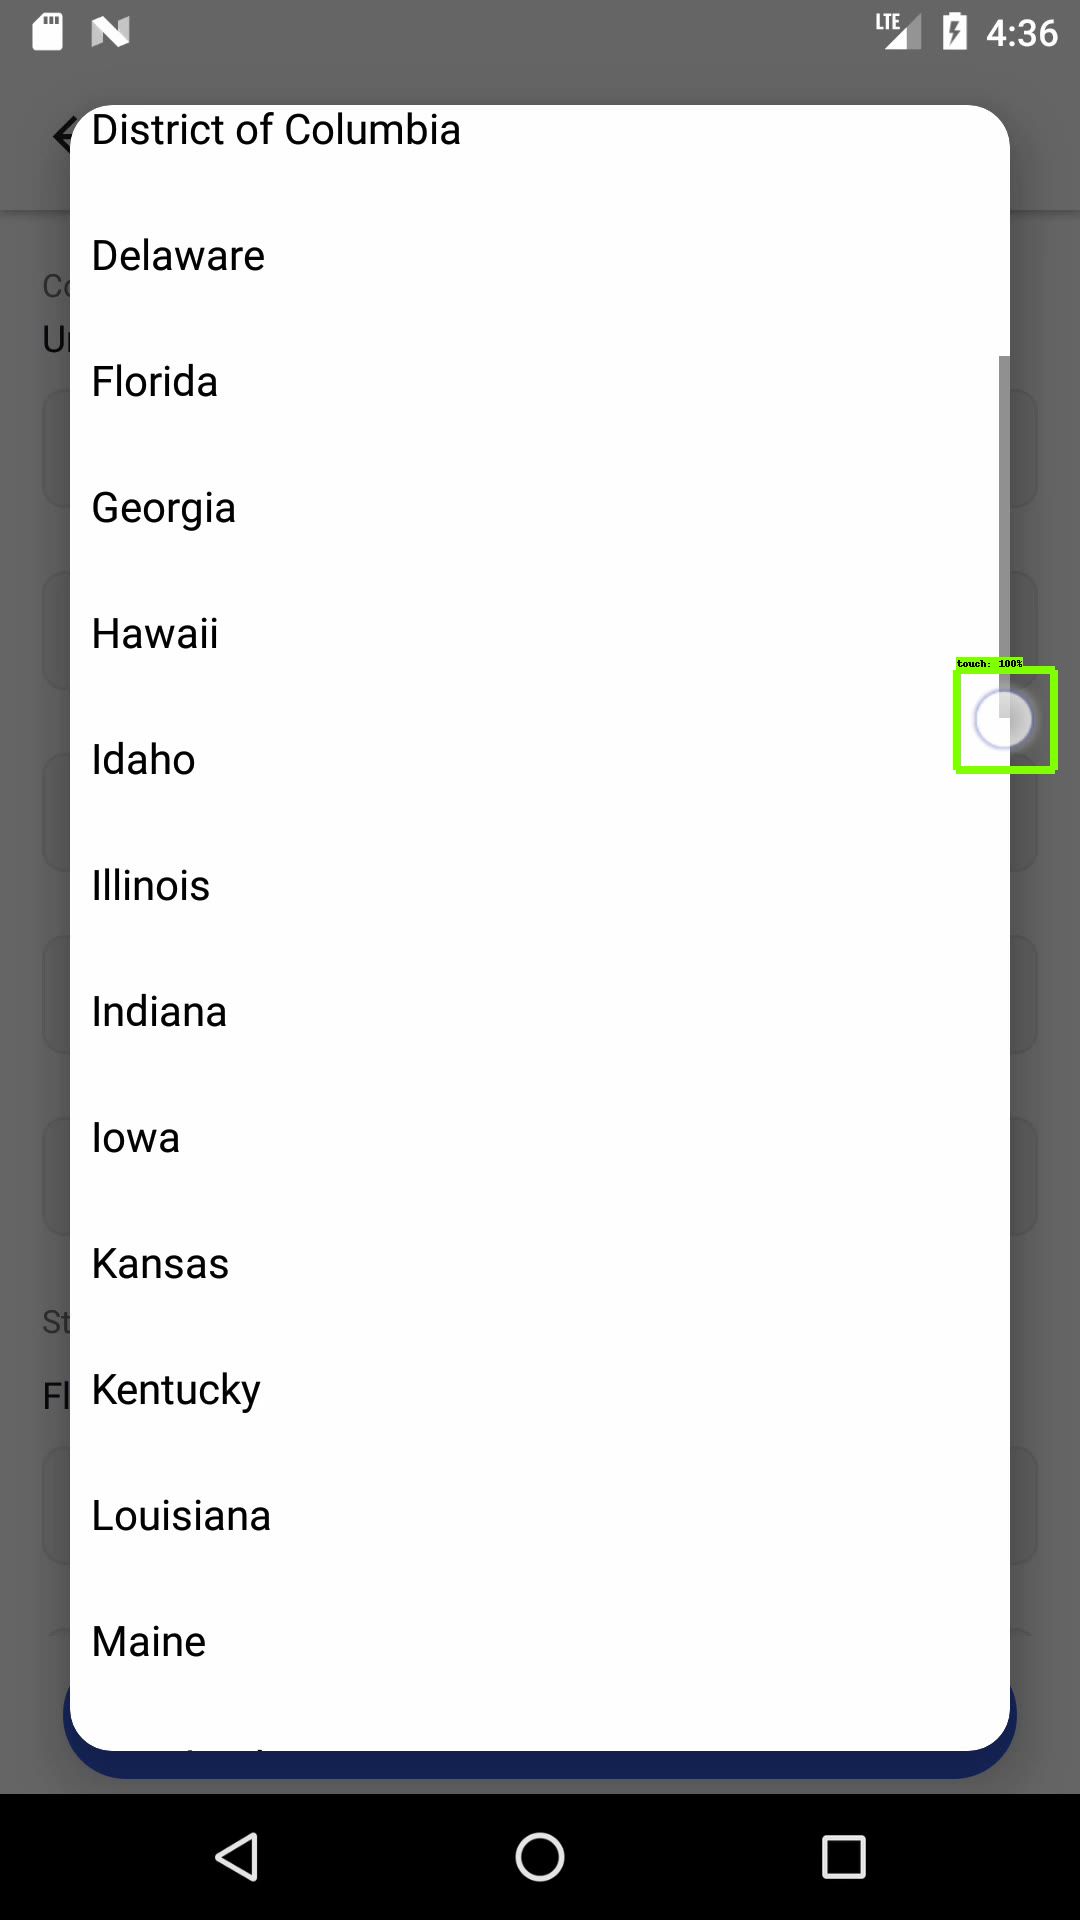 LTE 4:36
District of Columbia
Delaware
Co
Un
Florida
Georgia
Hawaii
touch: 100%
Idaho
Illinois
Indiana
Iowa
Kansas
St
Kentucky
Fl
Louisiana
Maine